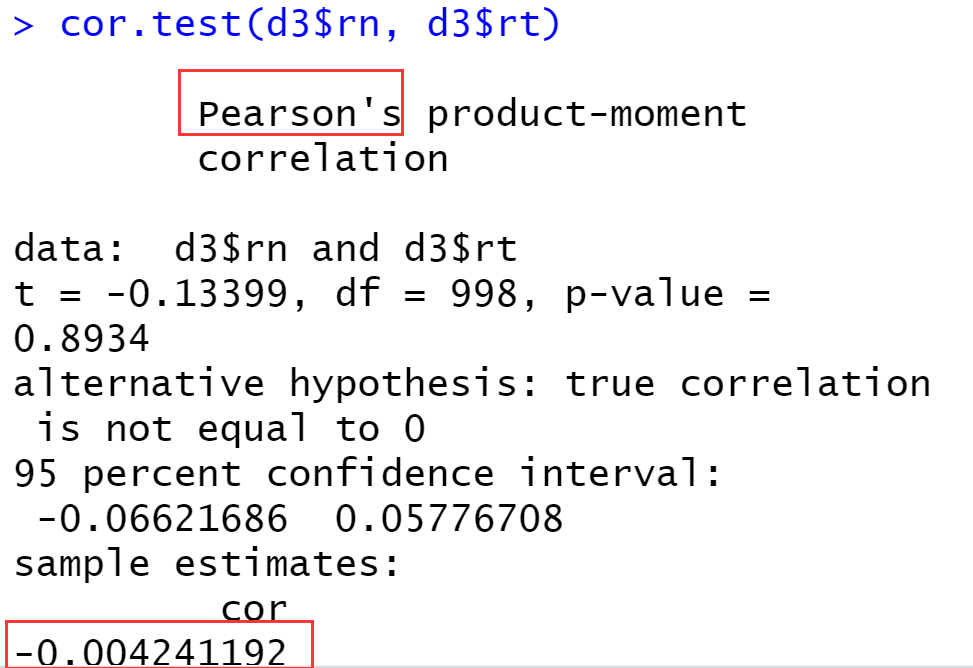 > cor.test(d3$rn, d3$rt)
Pearson's product-moment
correlation
data:  d3$rn and d3$rt
t = -0.13399, df = 998, p-value =
0.8934
alternative hypothesis: true correlation
is not equal to 0
95 percent confidence interval:
-0.06621686  0.05776708
sample estimates:
cor
-0.004241192